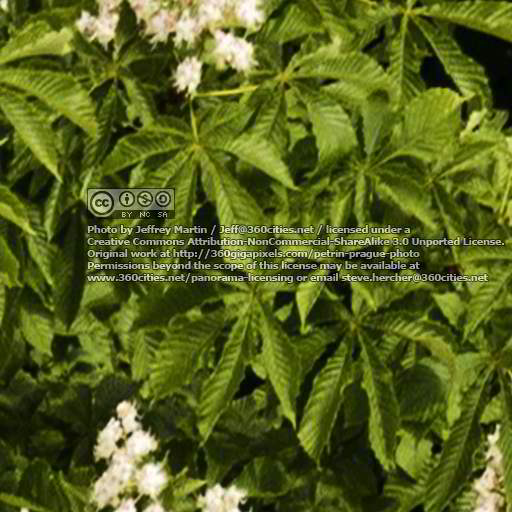 cc BY NC SA
Photo by Jeffrey Martin / Jeff@360cities.net / licensed under a
Creative Commons Attribution-NonCommercial-ShareAlike 3.0 Unported License.
Original work at http://360gigapixels.com/petrin-prague-photo
Permissions beyond the scope of this license may be available at
www.360cities.net/panorama-licensing or email steve.hercher@360cities.net